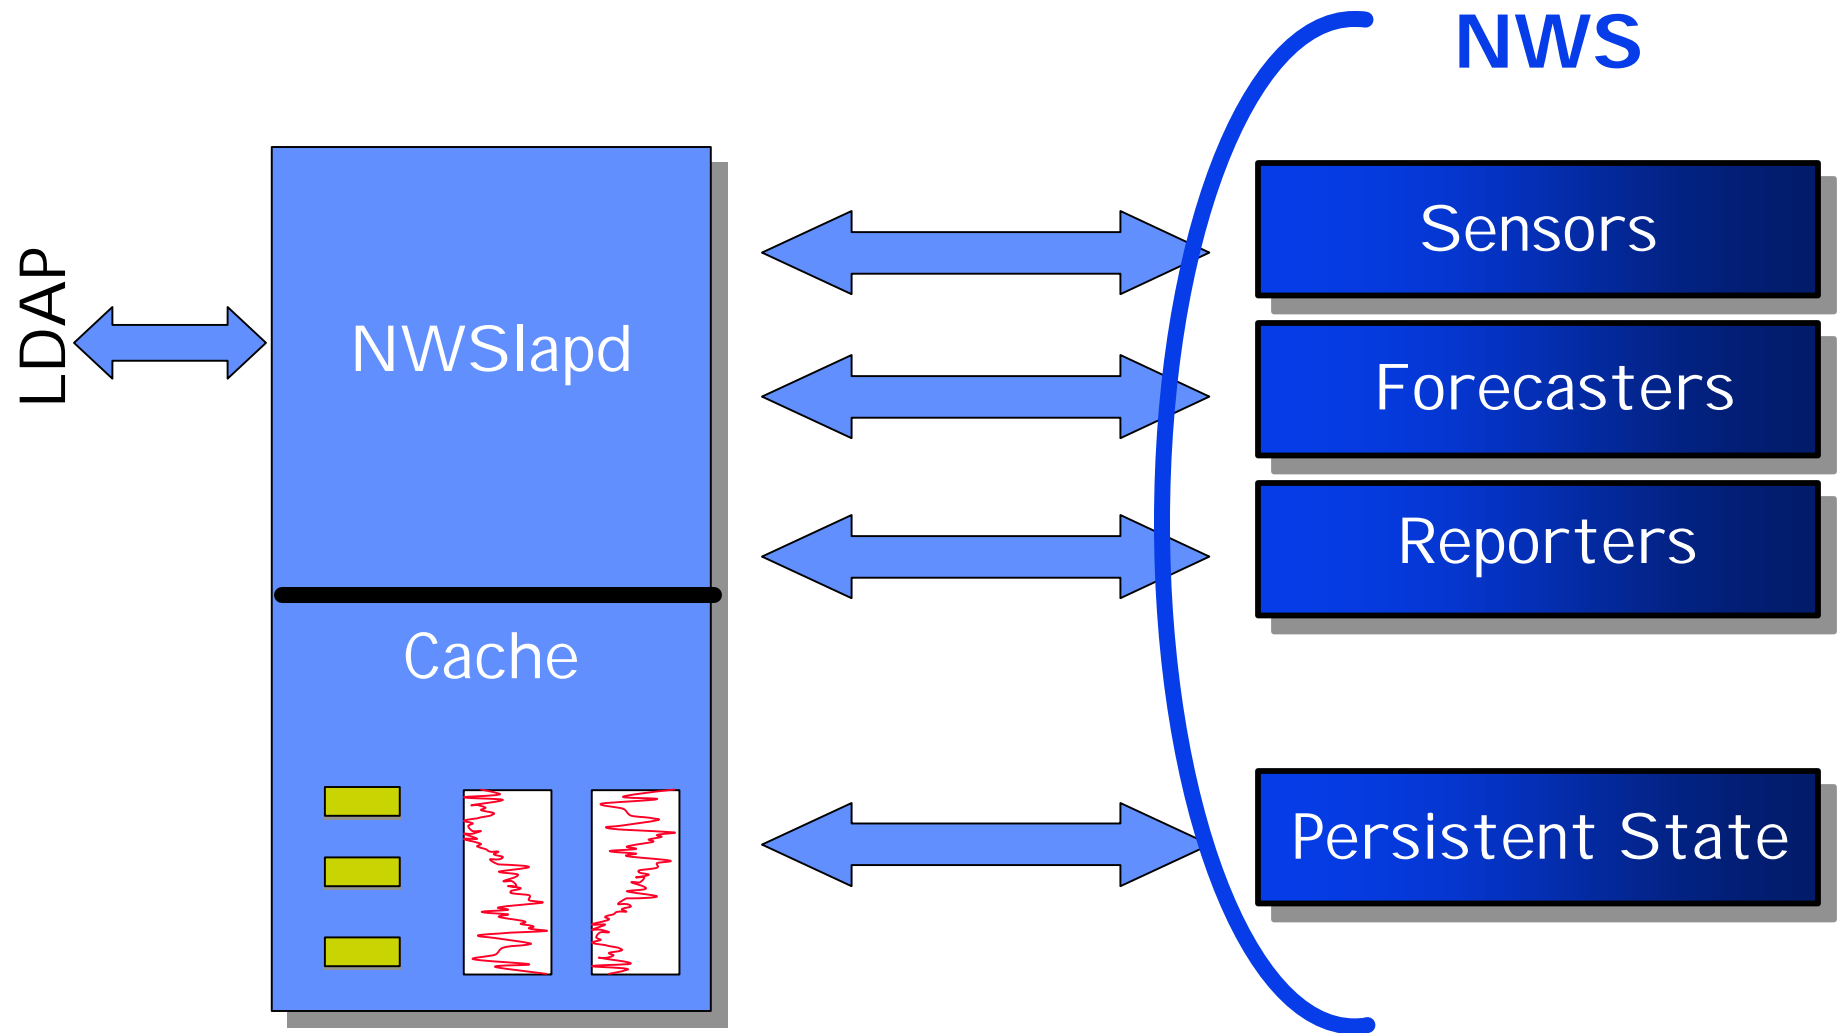 NWS
LDAP
NWSlapd
Sensors
Forecasters
Reporters
Cache
Persistent State